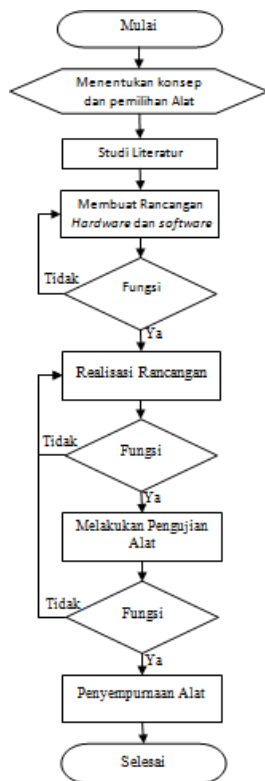 Mulai
Menentukan konsep
dan pemilihan Alat
Studi Literatur
Membuat Rancangan
Hardware dan software
Tidak
Fungsi
Ya
Realisasi Rancangan
Tidak
Fungsi
Ya
Melakukan Pengujian
Alat
Tidak
Fungsi
Ya
Penyempurnaan Alat
Selesai